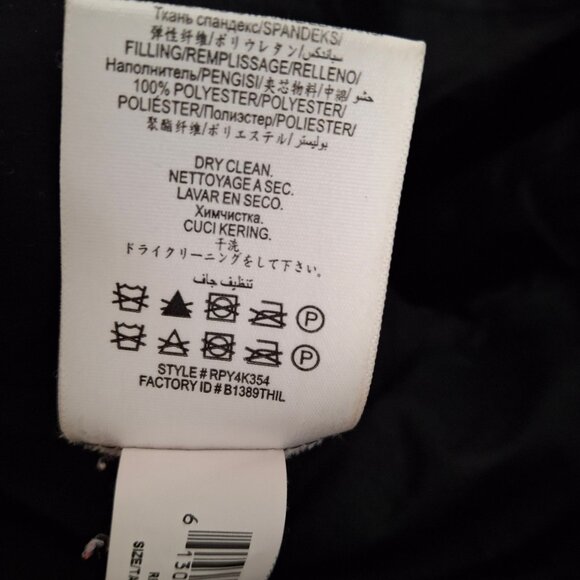 Ткань спандекс/SPANDEKS/
弹性纤维/ポリウレタン/سباندكس
FILLING/REMPLISSAGE/RELLENO/
Наполнитель/PENGISI/夹芯物料/中綿/حشو
100% POLYESTER/POLYESTER/
POLIÉSTER/Полиэстер/POLIESTER/
聚酯纤维/ポリエステル/بوليستر
DRY CLEAN.
NETTOYAGE A SEC.
LAVAR EN SECO.
Химчистка.
CUCI KERING.
干洗
ドライクリーニングをして下さい.
تنظيف جاف
P
P
STYLE # RPY4K354
FACTORY ID # B1389THIL
6 130
SIZE/TA